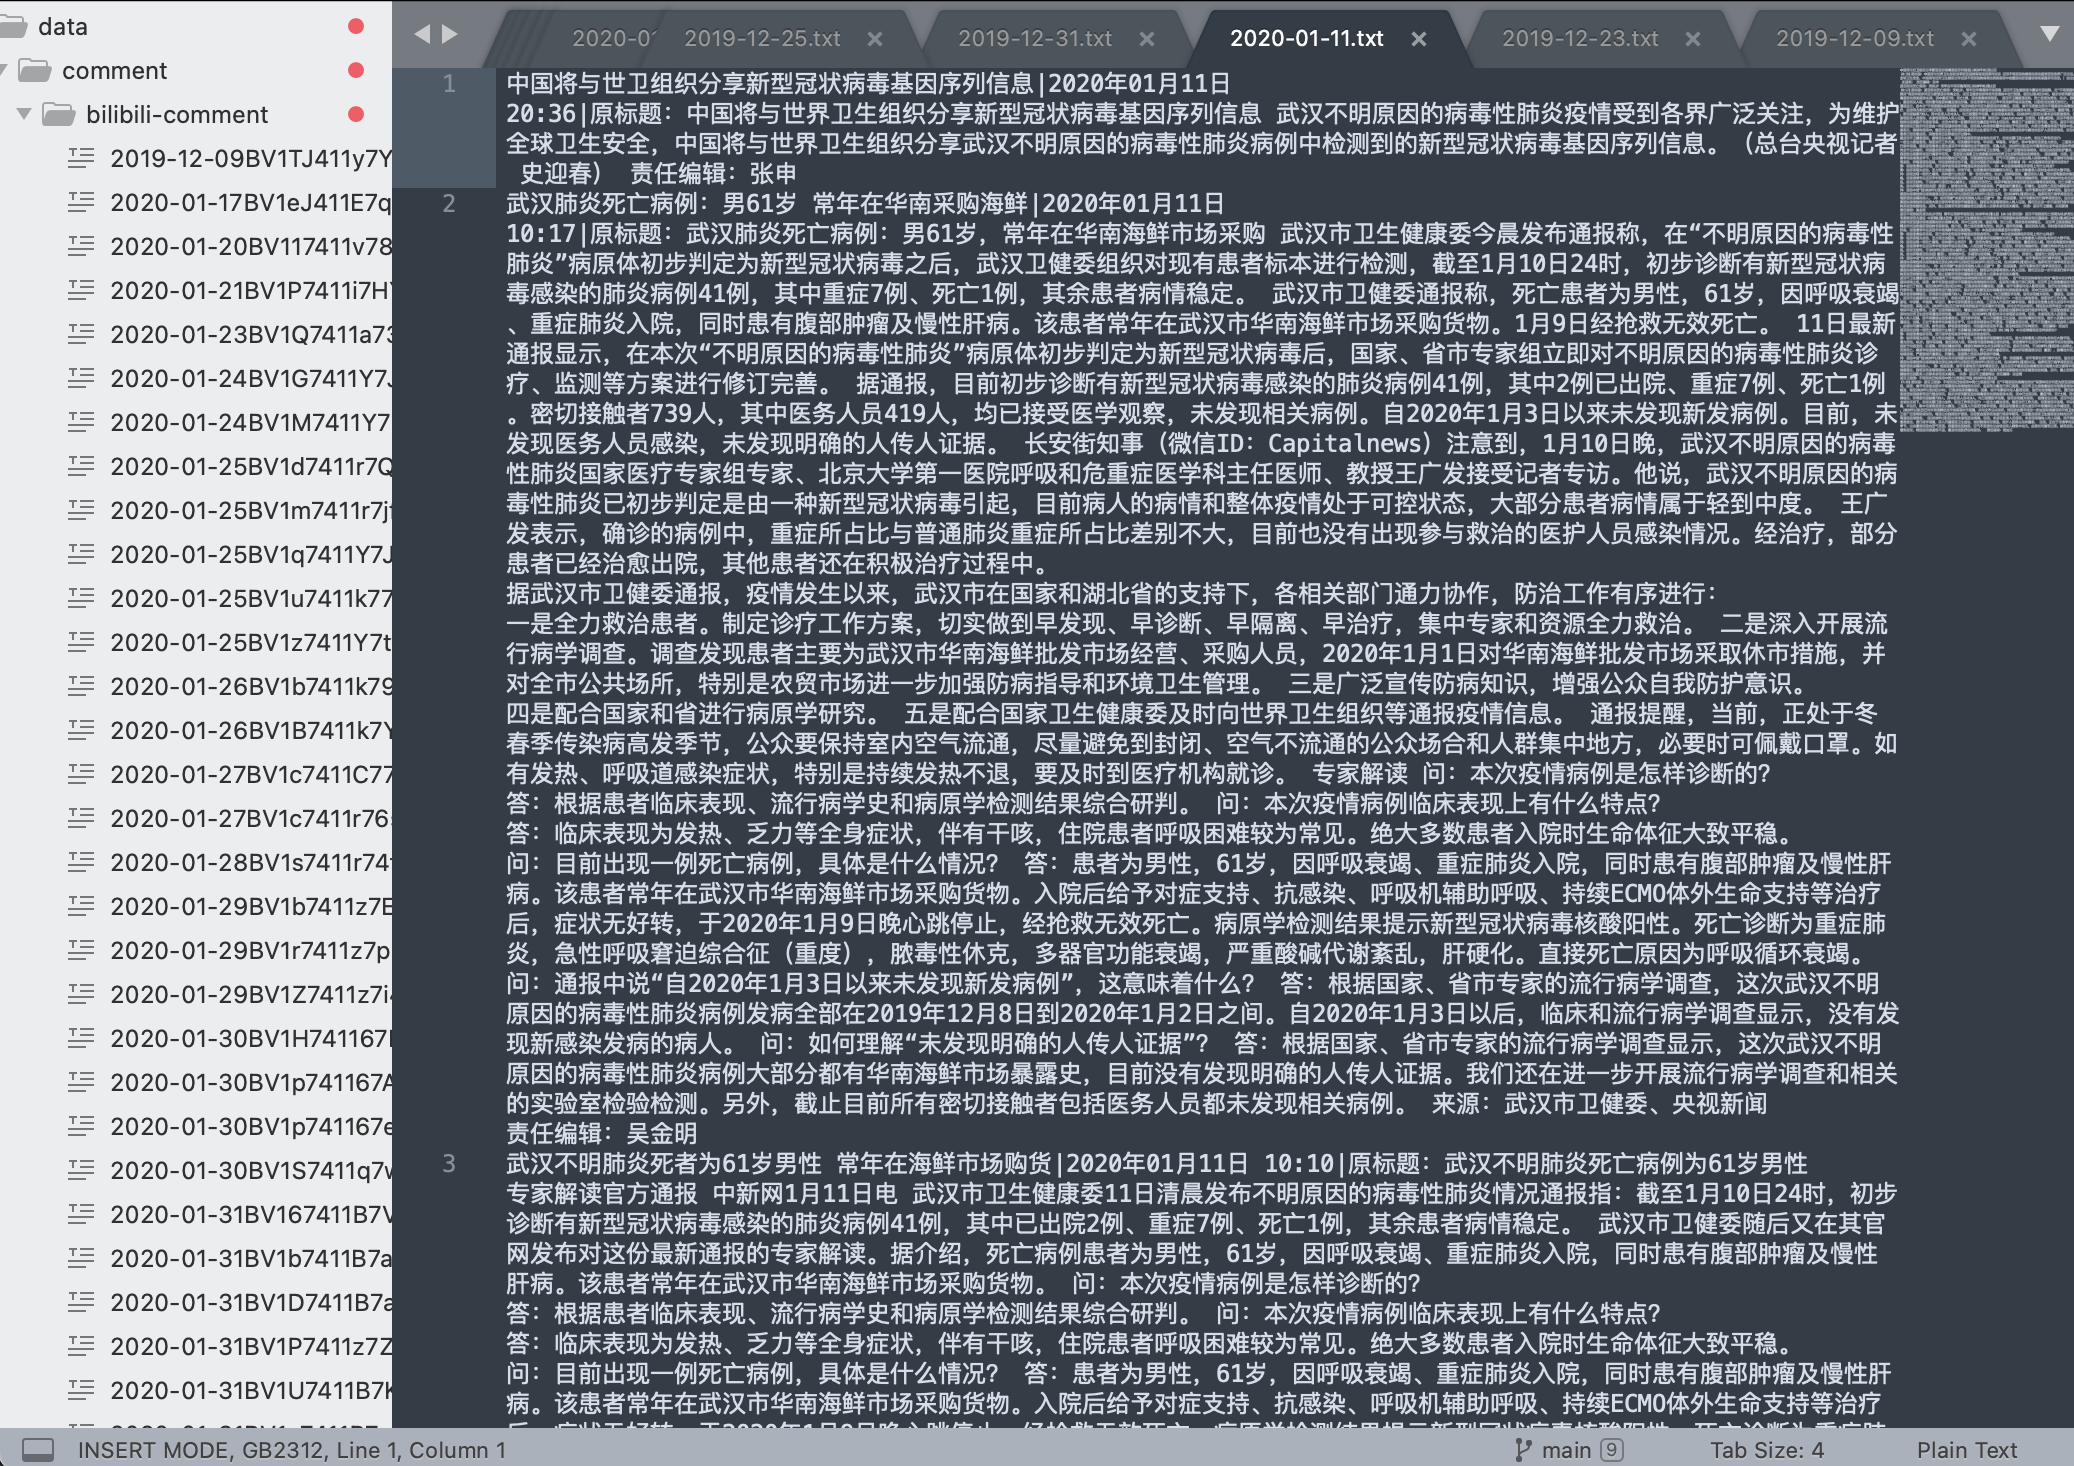 data
comment
bilibili-comment
2019-12-09BV1TJ411y7Y
2020-01-17BV1eJ411E7q
2020-01-20BV117411v78
2020-01-21BV1P7411i7H
2020-01-23BV1Q7411a73
2020-01-24BV1G7411Y7J
2020-01-24BV1M7411Y7
2020-01-25BV1d7411r7Q
2020-01-25BV1m7411r7j
2020-01-25BV1q7411Y7J
2020-01-25BV1u7411k77
2020-01-25BV1z7411Y7t
2020-01-26BV1b7411k79
2020-01-26BV1B7411k7Y
2020-01-27BV1c7411C77
2020-01-27BV1c7411r76
2020-01-28BV1s7411r74
2020-01-29BV1b7411z7E
2020-01-29BV1r7411z7p
2020-01-29BV1Z7411z7i
2020-01-30BV1H741167
2020-01-30BV1p741167A
2020-01-30BV1p741167e
2020-01-30BV1S7411q7w
2020-01-31BV167411B7V
2020-01-31BV1b7411B7a
2020-01-31BV1D7411B7a
2020-01-31BV1P7411z7Z
2020-01-31BV1U7411B7K
2020-0 2019-12-25.txt 2019-12-31.txt 2020-01-11.txt 2019-12-23.txt 2019-12-09.txt
1 中国将与世卫组织分享新型冠状病毒基因序列信息|2020年01月11日
20:36|原标题：中国将与世界卫生组织分享新型冠状病毒基因序列信息 武汉不明原因的病毒性肺炎疫情受到各界广泛关注，为维护
全球卫生安全，中国将与世界卫生组织分享武汉不明原因的病毒性肺炎病例中检测到的新型冠状病毒基因序列信息。（总台央视记者
史迎春） 责任编辑：张申
2 武汉肺炎死亡病例：男61岁 常年在华南采购海鲜|2020年01月11日
10:17|原标题：武汉肺炎死亡病例：男61岁，常年在华南海鲜市场采购 武汉市卫生健康委今晨发布通报称，在“不明原因的病毒性
肺炎”病原体初步判定为新型冠状病毒之后，武汉卫健委组织对现有患者标本进行检测，截至1月10日24时，初步诊断有新型冠状病
毒感染的肺炎病例41例，其中重症7例、死亡1例，其余患者病情稳定。 武汉市卫健委通报称，死亡患者为男性，61岁，因呼吸衰竭
、重症肺炎入院，同时患有腹部肿瘤及慢性肝病。该患者常年在武汉市华南海鲜市场采购货物。1月9日经抢救无效死亡。 11日最新
通报显示，在本次“不明原因的病毒性肺炎”病原体初步判定为新型冠状病毒后，国家、省市专家组立即对不明原因的病毒性肺炎诊
疗、监测等方案进行修订完善。 据通报，目前初步诊断有新型冠状病毒感染的肺炎病例41例，其中2例已出院、重症7例、死亡1例
。密切接触者739人，其中医务人员419人，均已接受医学观察，未发现相关病例。自2020年1月3日以来未发现新发病例。目前，未
发现医务人员感染，未发现明确的人传人证据。 长安街知事（微信ID：Capitalnews）注意到，1月10日晚，武汉不明原因的病毒
性肺炎国家医疗专家组专家、北京大学第一医院呼吸和危重症医学科主任医师、教授王广发接受记者专访。他说，武汉不明原因的病
毒性肺炎已初步判定是由一种新型冠状病毒引起，目前病人的病情和整体疫情处于可控状态，大部分患者病情属于轻到中度。 王广
发表示，确诊的病例中，重症所占比与普通肺炎重症所占比差别不大，目前也没有出现参与救治的医护人员感染情况。经治疗，部分
患者已经治愈出院，其他患者还在积极治疗过程中。
据武汉市卫健委通报，疫情发生以来，武汉市在国家和湖北省的支持下，各相关部门通力协作，防治工作有序进行：
一是全力救治患者。制定诊疗工作方案，切实做到早发现、早诊断、早隔离、早治疗，集中专家和资源全力救治。 二是深入开展流
行病学调查。调查发现患者主要为武汉市华南海鲜批发市场经营、采购人员，2020年1月1日对华南海鲜批发市场采取休市措施，并
对全市公共场所，特别是农贸市场进一步加强防病指导和环境卫生管理。 三是广泛宣传防病知识，增强公众自我防护意识。
四是配合国家和省进行病原学研究。 五是配合国家卫生健康委及时向世界卫生组织等通报疫情信息。 通报提醒，当前，正处于冬
春季传染病高发季节，公众要保持室内空气流通，尽量避免到封闭、空气不流通的公众场合和人群集中地方，必要时可佩戴口罩。如
有发热、呼吸道感染症状，特别是持续发热不退，要及时到医疗机构就诊。 专家解读 问：本次疫情病例是怎样诊断的？
答：根据患者临床表现、流行病学史和病原学检测结果综合研判。 问：本次疫情病例临床表现上有什么特点？
答：临床表现为发热、乏力等全身症状，伴有干咳，住院患者呼吸困难较为常见。绝大多数患者入院时生命体征大致平稳。
问：目前出现一例死亡病例，具体是什么情况？ 答：患者为男性，61岁，因呼吸衰竭、重症肺炎入院，同时患有腹部肿瘤及慢性肝
病。该患者常年在武汉市华南海鲜市场采购货物。入院后给予对症支持、抗感染、呼吸机辅助呼吸、持续ECMO体外生命支持等治疗
后，症状无好转，于2020年1月9日晚心跳停止，经抢救无效死亡。病原学检测结果提示新型冠状病毒核酸阳性。死亡诊断为重症肺
炎，急性呼吸窘迫综合征（重度），脓毒性休克，多器官功能衰竭，严重酸碱代谢紊乱，肝硬化。直接死亡原因为呼吸循环衰竭。
问：通报中说“自2020年1月3日以来未发现新发病例”，这意味着什么？ 答：根据国家、省市专家的流行病学调查，这次武汉不明
原因的病毒性肺炎病例发病全部在2019年12月8日到2020年1月2日之间。自2020年1月3日以后，临床和流行病学调查显示，没有发
现新感染发病的病人。 问：如何理解“未发现明确的人传人证据”？ 答：根据国家、省市专家的流行病学调查显示，这次武汉不明
原因的病毒性肺炎病例大部分都有华南海鲜市场暴露史，目前没有发现明确的人传人证据。我们还在进一步开展流行病学调查和相关
的实验室检验检测。另外，截止目前所有密切接触者包括医务人员都未发现相关病例。 来源：武汉市卫健委、央视新闻
责任编辑：吴金明
3 武汉不明肺炎死者为61岁男性 常年在海鲜市场购货|2020年01月11日 10:10|原标题：武汉不明肺炎死亡病例为61岁男性
专家解读官方通报 中新网1月11日电 武汉市卫生健康委11日清晨发布不明原因的病毒性肺炎情况通报指：截至1月10日24时，初步
诊断有新型冠状病毒感染的肺炎病例41例，其中已出院2例、重症7例、死亡1例，其余患者病情稳定。 武汉市卫健委随后又在其官
网发布对这份最新通报的专家解读。据介绍，死亡病例患者为男性，61岁，因呼吸衰竭、重症肺炎入院，同时患有腹部肿瘤及慢性
肝病。该患者常年在武汉市华南海鲜市场采购货物。 问：本次疫情病例是怎样诊断的？
答：根据患者临床表现、流行病学史和病原学检测结果综合研判。 问：本次疫情病例临床表现上有什么特点？
答：临床表现为发热、乏力等全身症状，伴有干咳，住院患者呼吸困难较为常见。绝大多数患者入院时生命体征大致平稳。
问：目前出现一例死亡病例，具体是什么情况？ 答：患者为男性，61岁，因呼吸衰竭、重症肺炎入院，同时患有腹部肿瘤及慢性肝
病。该患者常年在武汉市华南海鲜市场采购货物。入院后给予对症支持、抗感染、呼吸机辅助呼吸、持续ECMO体外生命支持等治疗
INSERT MODE, GB2312, Line 1, Column 1 main 9 Tab Size: 4 Plain Text